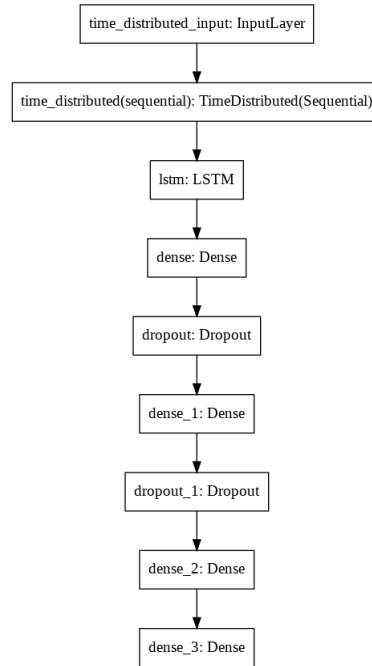 time_distributed_input: InputLayer
time_distributed(sequential): TimeDistributed(Sequential)
lstm: LSTM
dense: Dense
dropout: Dropout
dense_1: Dense
dropout_1: Dropout
dense_2: Dense
dense_3: Dense